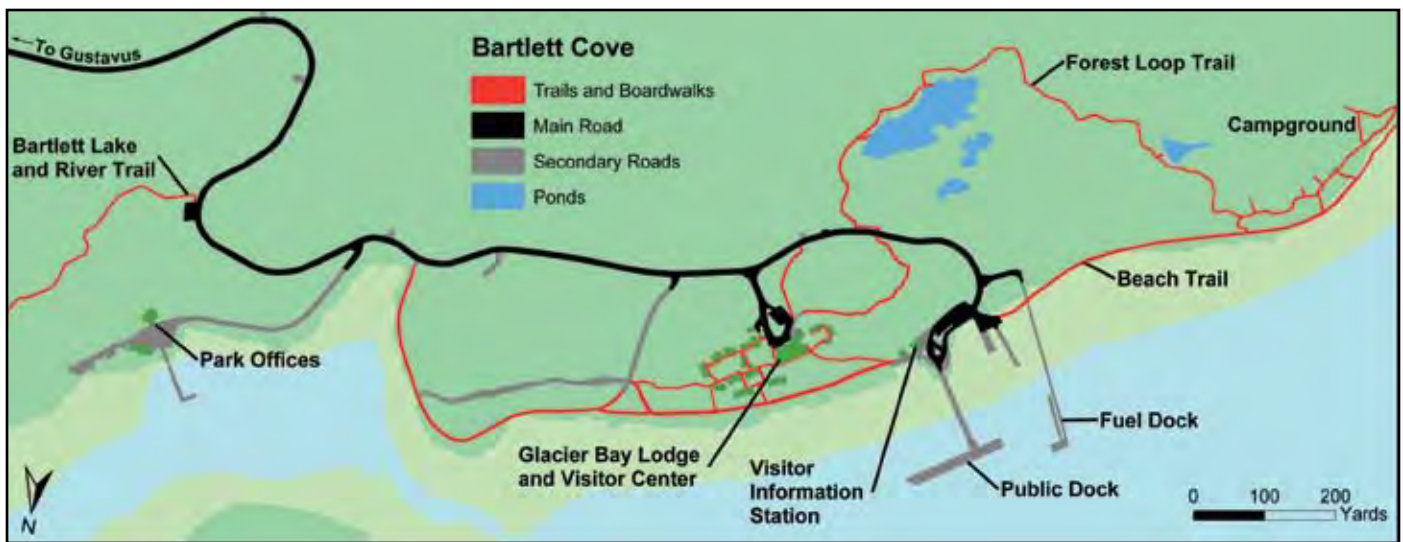 To Gustavus
Bartlett Cove
Trails and Boardwalks
Main Road
Secondary Roads
Ponds
Forest Loop Trail
Campground
Bartlett Lake
and River Trail
Beach Trail
Park Offices
Glacier Bay Lodge
and Visitor Center
Visitor
Information
Station
Fuel Dock
Public Dock
N
0 100 200
Yards